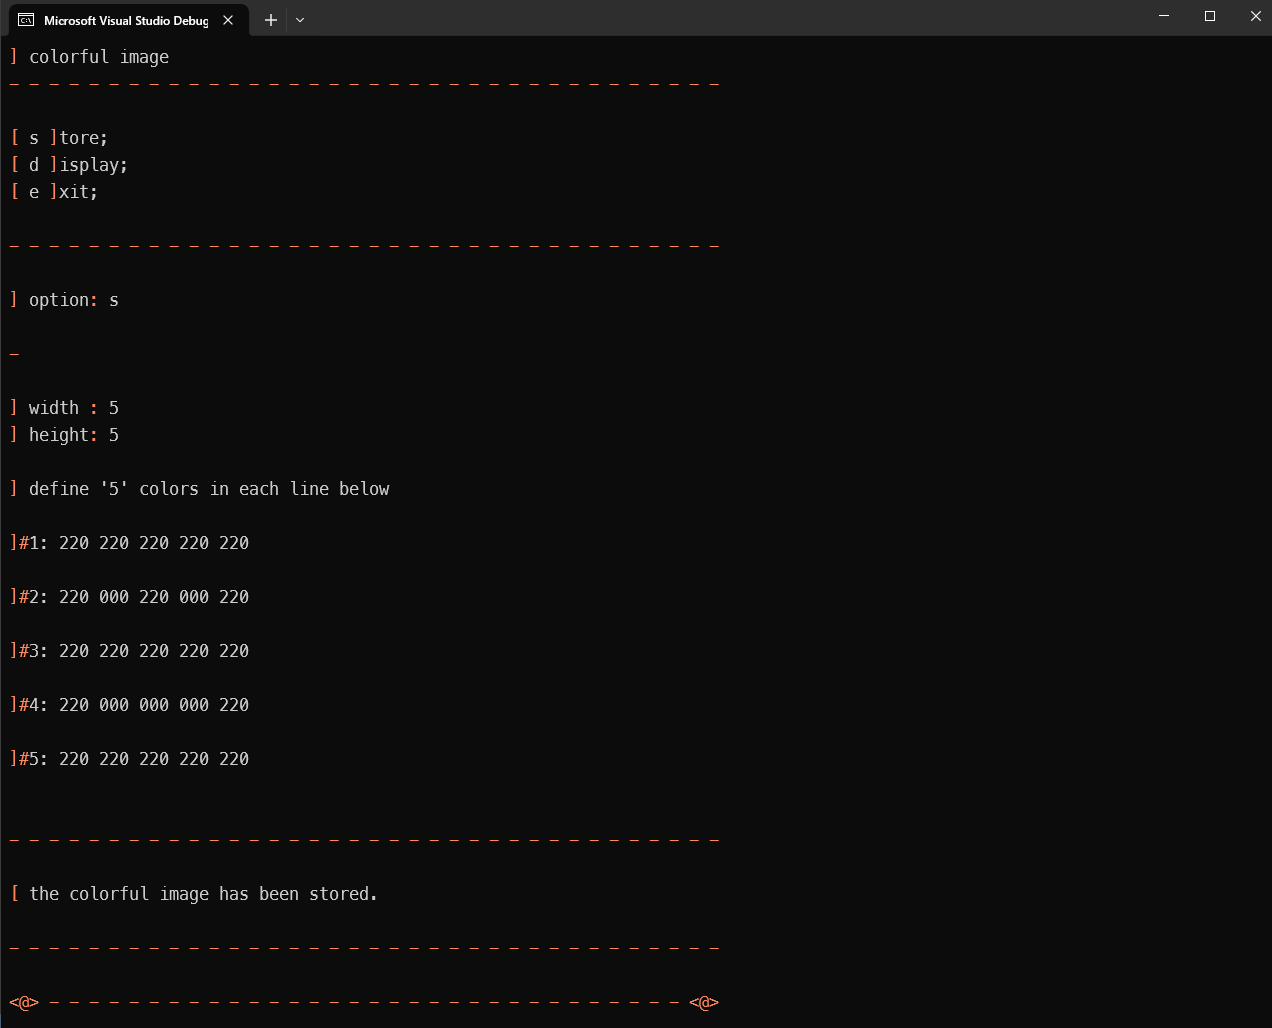 Microsoft Visual Studio Debug
] colorful image
– – – – – – – – – – – – – – – – – – – – – – – – – – – – – – – – – – – –
[ s ]tore;
[ d ]isplay;
[ e ]xit;
– – – – – – – – – – – – – – – – – – – – – – – – – – – – – – – – – – – –
] option: s
–
] width : 5
] height: 5
] define '5' colors in each line below
]#1: 220 220 220 220 220
]#2: 220 000 220 000 220
]#3: 220 220 220 220 220
]#4: 220 000 000 000 220
]#5: 220 220 220 220 220
– – – – – – – – – – – – – – – – – – – – – – – – – – – – – – – – – – – –
[ the colorful image has been stored.
– – – – – – – – – – – – – – – – – – – – – – – – – – – – – – – – – – – –
<@> – – – – – – – – – – – – – – – – – – – – – – – – – – – – – – – – <@>